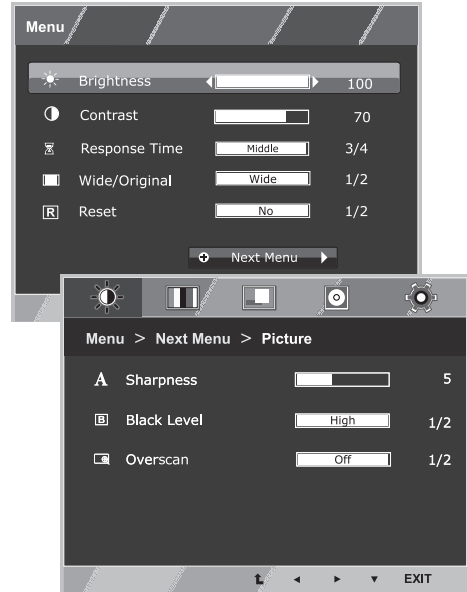 Menu
Brightness 100
Contrast 70
Response Time Middle 3/4
Wide/Original Wide 1/2
R Reset No 1/2
Next Menu
Menu > Next Menu > Picture
A Sharpness 5
B Black Level High 1/2
Overscan Off 1/2
EXIT